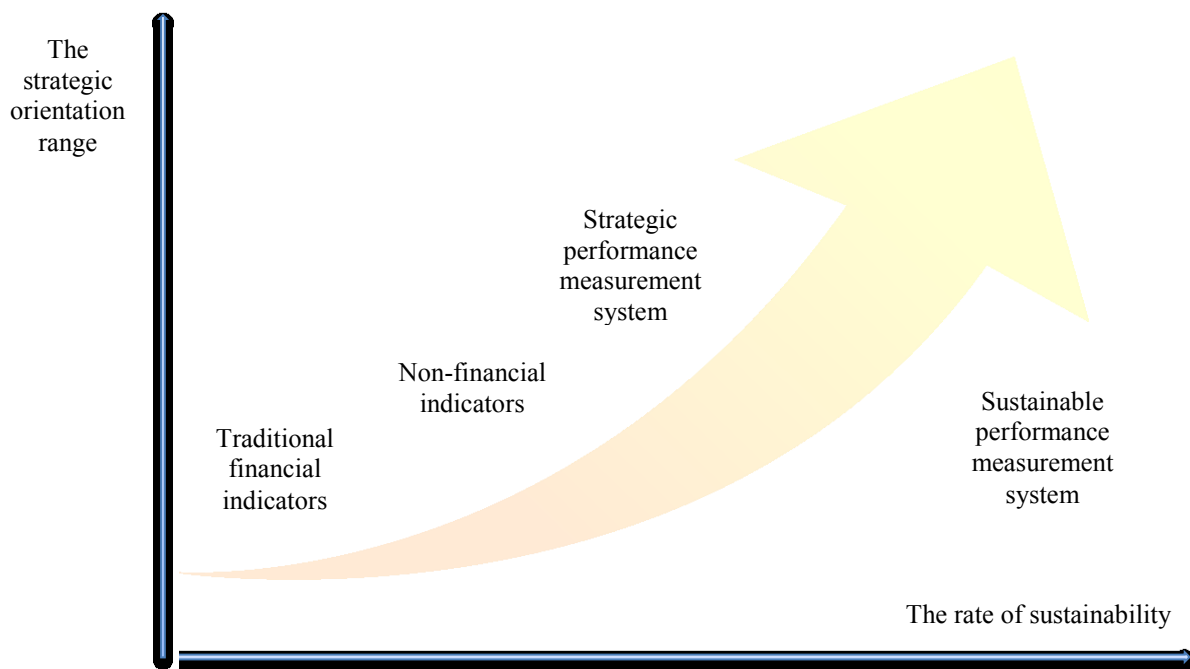 The
strategic
orientation
range
Strategic
performance
measurement
system
Non-financial
indicators
Traditional
financial
indicators
Sustainable
performance
measurement
system
The rate of sustainability